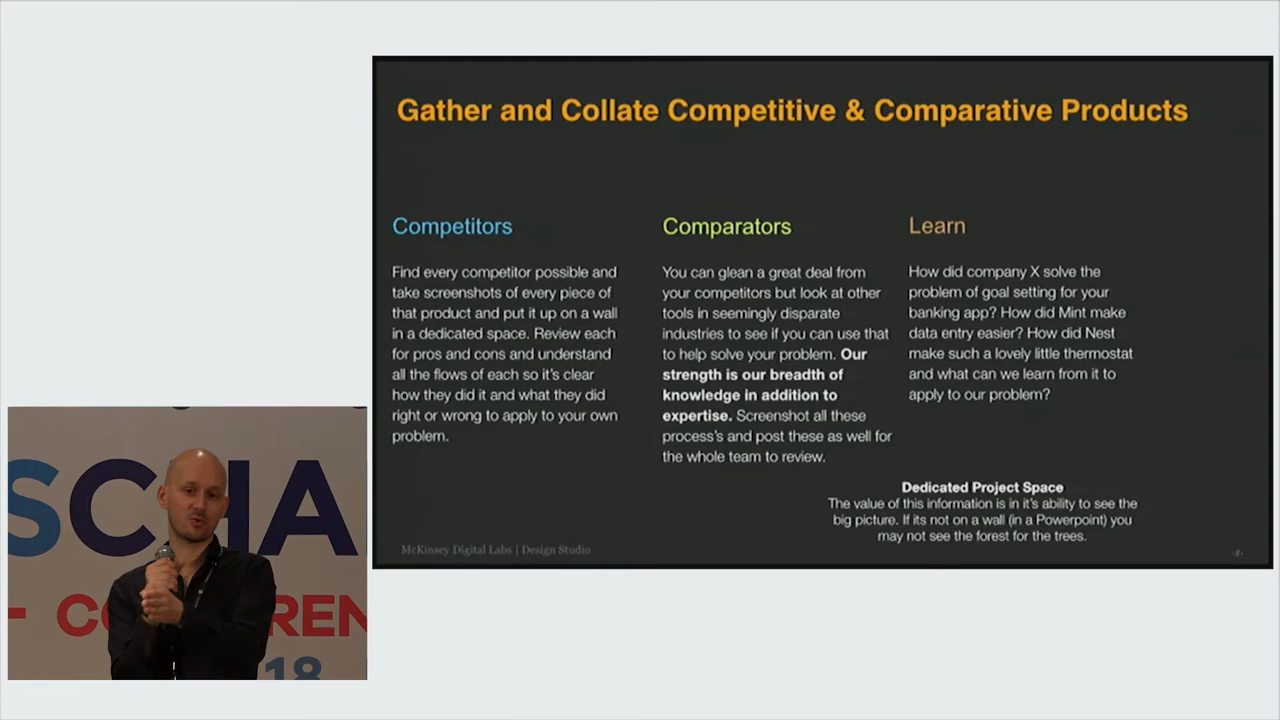 Gather and Collate Competitive & Comparative Products
Competitors
Find every competitor possible and
take screenshots of every piece of
that product and put it up on a wall
in a dedicated space. Review each
for pros and cons and understand
all the flows of each so it's clear
how they did it and what they did
right or wrong to apply to your own
problem.
Comparators
You can glean a great deal from
your competitors but look at other
tools in seemingly disparate
industries to see if you can use that
to help solve your problem. Our
strength is our breadth of
knowledge in addition to
expertise. Screenshot all these
process's and post these as well for
the whole team to review.
Learn
How did company X solve the
problem of goal setting for your
banking app? How did Mint make
data entry easier? How did Nest
make such a lovely little thermostat
and what can we learn from it to
apply to our problem?
Dedicated Project Space
The value of this information is in it's ability to see the
big picture. If its not on a wall (in a Powerpoint) you
may not see the forest for the trees.
McKinsey Digital Labs | Design Studio
18